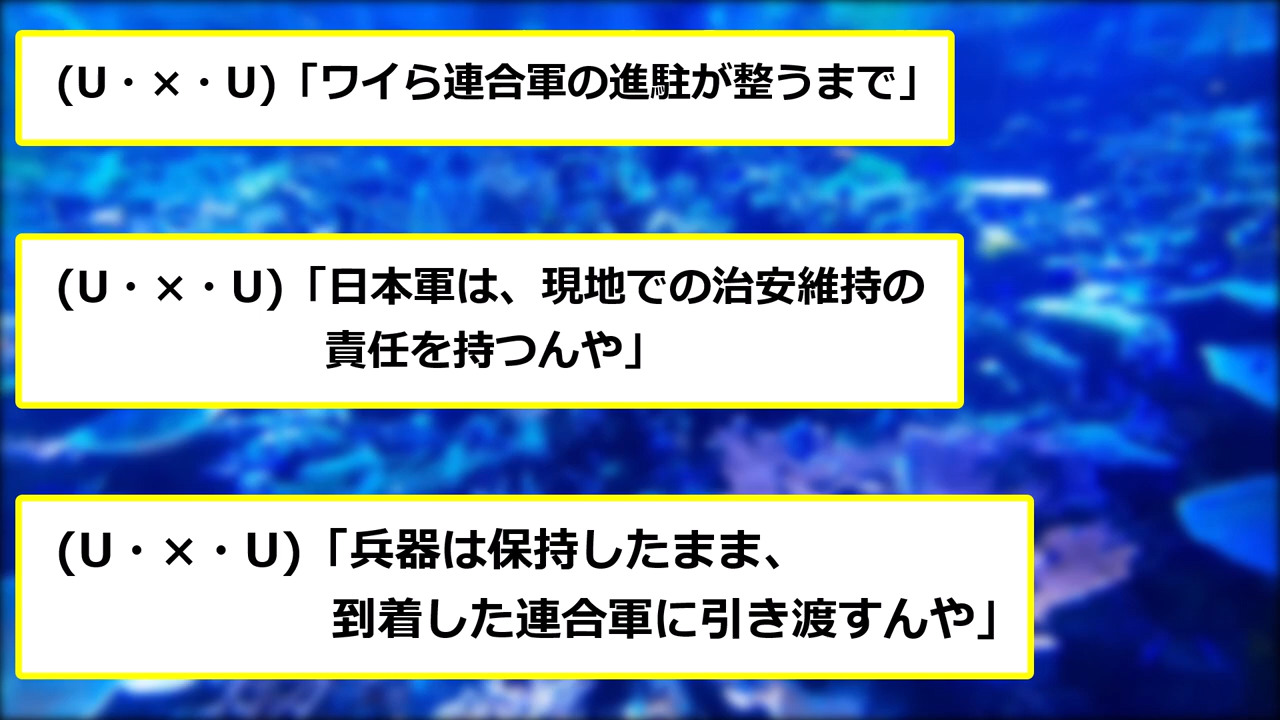 (U・×・U)「ワイら連合軍の進駐が整うまで」
(U・×・U)「日本軍は、現地での治安維持の
責任を持つんや」
(U・×・U)「兵器は保持したまま、
到着した連合軍に引き渡すんや」